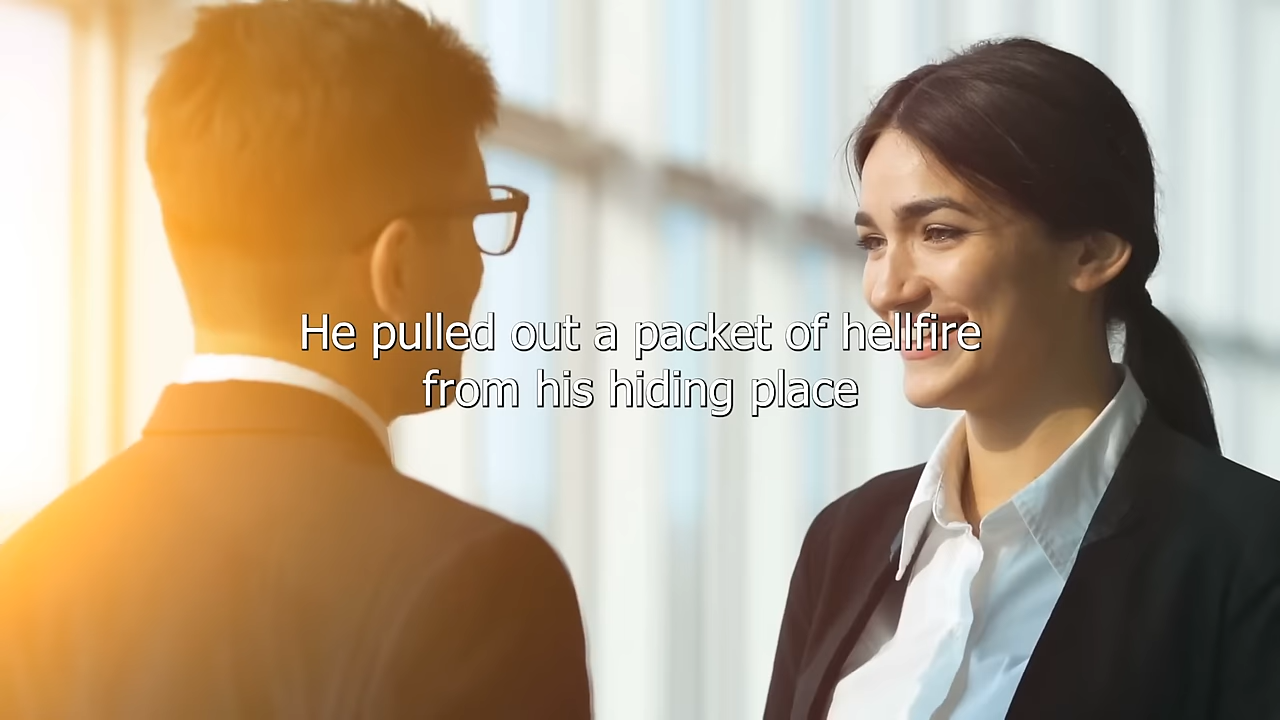 He pulled out a packet of hellfire
from his hiding place